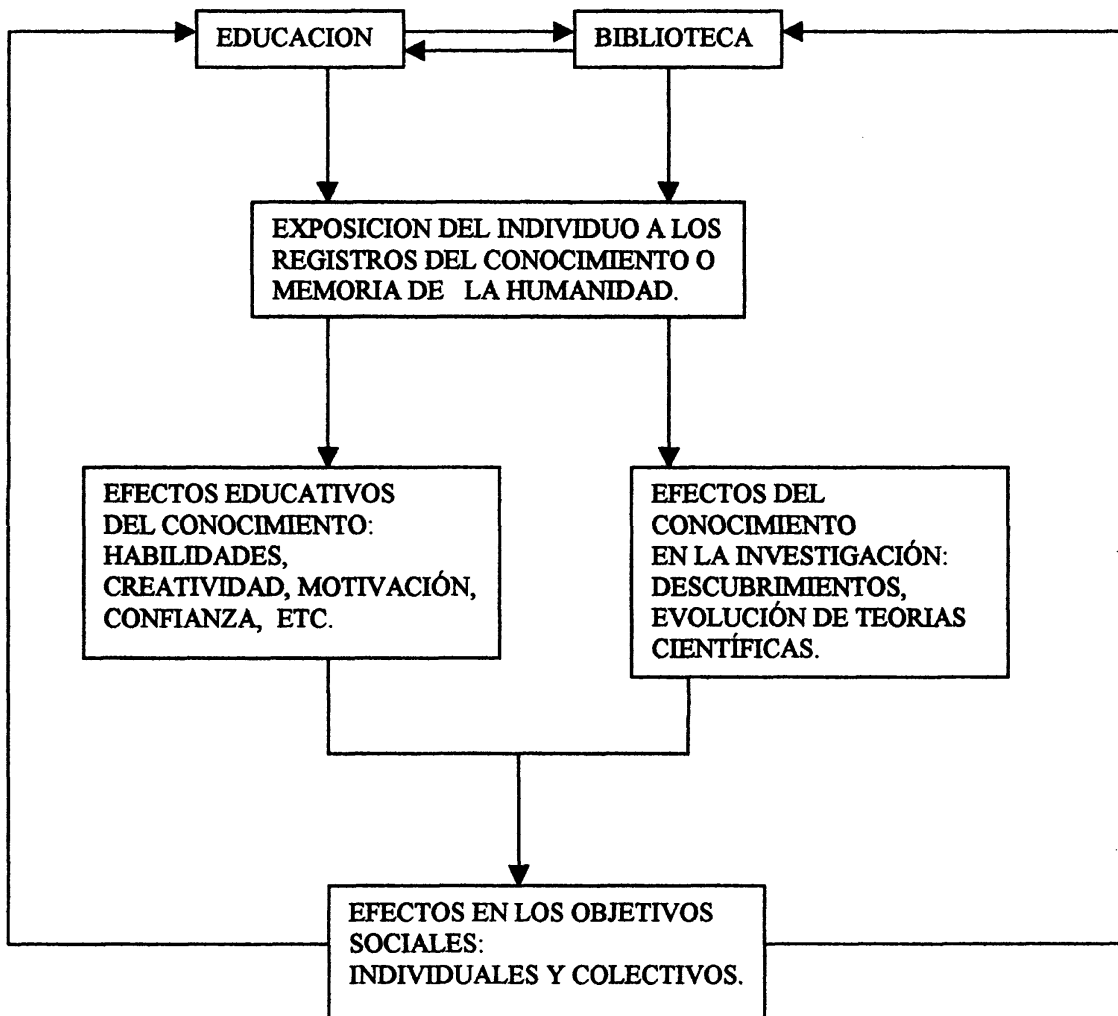 EDUCACION
BIBLIOTECA
EXPOSICION DEL INDIVIDUO A LOS
REGISTROS DEL CONOCIMIENTO O
MEMORIA DE LA HUMANIDAD.
EFECTOS EDUCATIVOS
DEL CONOCIMIENTO:
HABILIDADES,
CREATIVIDAD, MOTIVACIÓN,
CONFIANZA, ETC.
EFECTOS DEL
CONOCIMIENTO
EN LA INVESTIGACIÓN:
DESCUBRIMIENTOS,
EVOLUCIÓN DE TEORIAS
CIENTÍFICAS.
EFECTOS EN LOS OBJETIVOS
SOCIALES:
INDIVIDUALES Y COLECTIVOS.